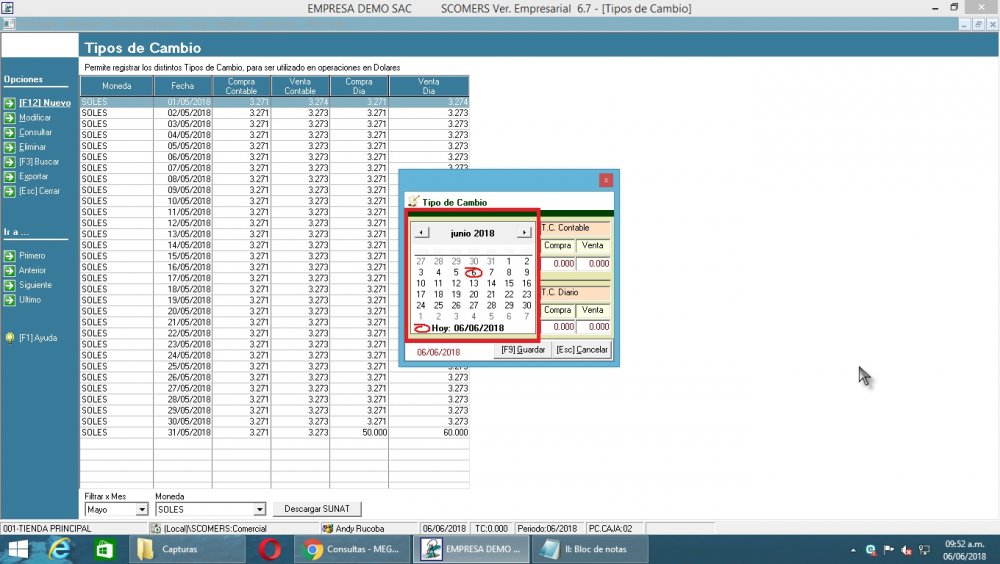 EMPRESA DEMO SAC SCOMERS Ver. Empresarial 6.7 - [Tipos de Cambio]
Tipos de Cambio
Permite registrar los distintos Tipos de Cambio, para ser utilizado en operaciones en Dolares
Opciones
[F12] Nuevo
Modificar
Consultar
Eliminar
[F3] Buscar
Exportar
[Esc] Cerrar
Ir a ...
Primero
Anterior
Siguiente
Ultimo
[F1] Ayuda
Moneda Fecha Compra Contable Venta Contable Compra Dia Venta Dia
SOLES 01/05/2018 3.271 3.274 3.271 3.274
SOLES 02/05/2018 3.271 3.273 3.271 3.273
SOLES 03/05/2018 3.271 3.273 3.271 3.273
SOLES 04/05/2018 3.271 3.273 3.271 3.273
SOLES 05/05/2018 3.271 3.273 3.271 3.273
SOLES 06/05/2018 3.271 3.273 3.271 3.273
SOLES 07/05/2018 3.271 3.273 3.271 3.273
SOLES 08/05/2018 3.271 3.273 3.271
SOLES 09/05/2018 3.271 3.273 3.271
SOLES 10/05/2018 3.271 3.273 3.271
SOLES 11/05/2018 3.271 3.273 3.271
SOLES 12/05/2018 3.271 3.273 3.271
SOLES 13/05/2018 3.271 3.273 3.271
SOLES 14/05/2018 3.271 3.273 3.271
SOLES 15/05/2018 3.271 3.273 3.271
SOLES 16/05/2018 3.271 3.273 3.271
SOLES 17/05/2018 3.271 3.273 3.271
SOLES 18/05/2018 3.271 3.273 3.271
SOLES 19/05/2018 3.271 3.273 3.271
SOLES 20/05/2018 3.271 3.273 3.271
SOLES 21/05/2018 3.271 3.273 3.271
SOLES 22/05/2018 3.271 3.273 3.271
SOLES 23/05/2018 3.271 3.273 3.271
SOLES 24/05/2018 3.271 3.273 3.271
SOLES 25/05/2018 3.271 3.273 3.271 3.273
SOLES 26/05/2018 3.271 3.273 3.271 3.273
SOLES 27/05/2018 3.271 3.273 3.271 3.273
SOLES 28/05/2018 3.271 3.273 3.271 3.273
SOLES 29/05/2018 3.271 3.273 3.271 3.273
SOLES 30/05/2018 3.271 3.273 3.271 3.273
SOLES 31/05/2018 3.271 3.273 50.000 60.000
Tipo de Cambio
junio 2018
27 28 29 30 31 1 2
3 4 5 6 7 8 9
10 11 12 13 14 15 16
17 18 19 20 21 22 23
24 25 26 27 28 29 30
1 2 3 4 5 6 7
Hoy: 06/06/2018
T.C. Contable
Compra Venta
0.000 0.000
T.C. Diario
Compra Venta
0.000 0.000
06/06/2018 [F9] Guardar [Esc] Cancelar
Filtrar x Mes Moneda
Mayo SOLES Descargar SUNAT
001-TIENDA PRINCIPAL (Local)\SCOMERS:Comercial Andy Rucoba 06/06/2018 TC:0.000 Periodo:06/2018 PC.CAJA:02
Capturas Consultas - MEG... EMPRESA DEMO ... II: Bloc de notas
09:52 a.m.
06/06/2018